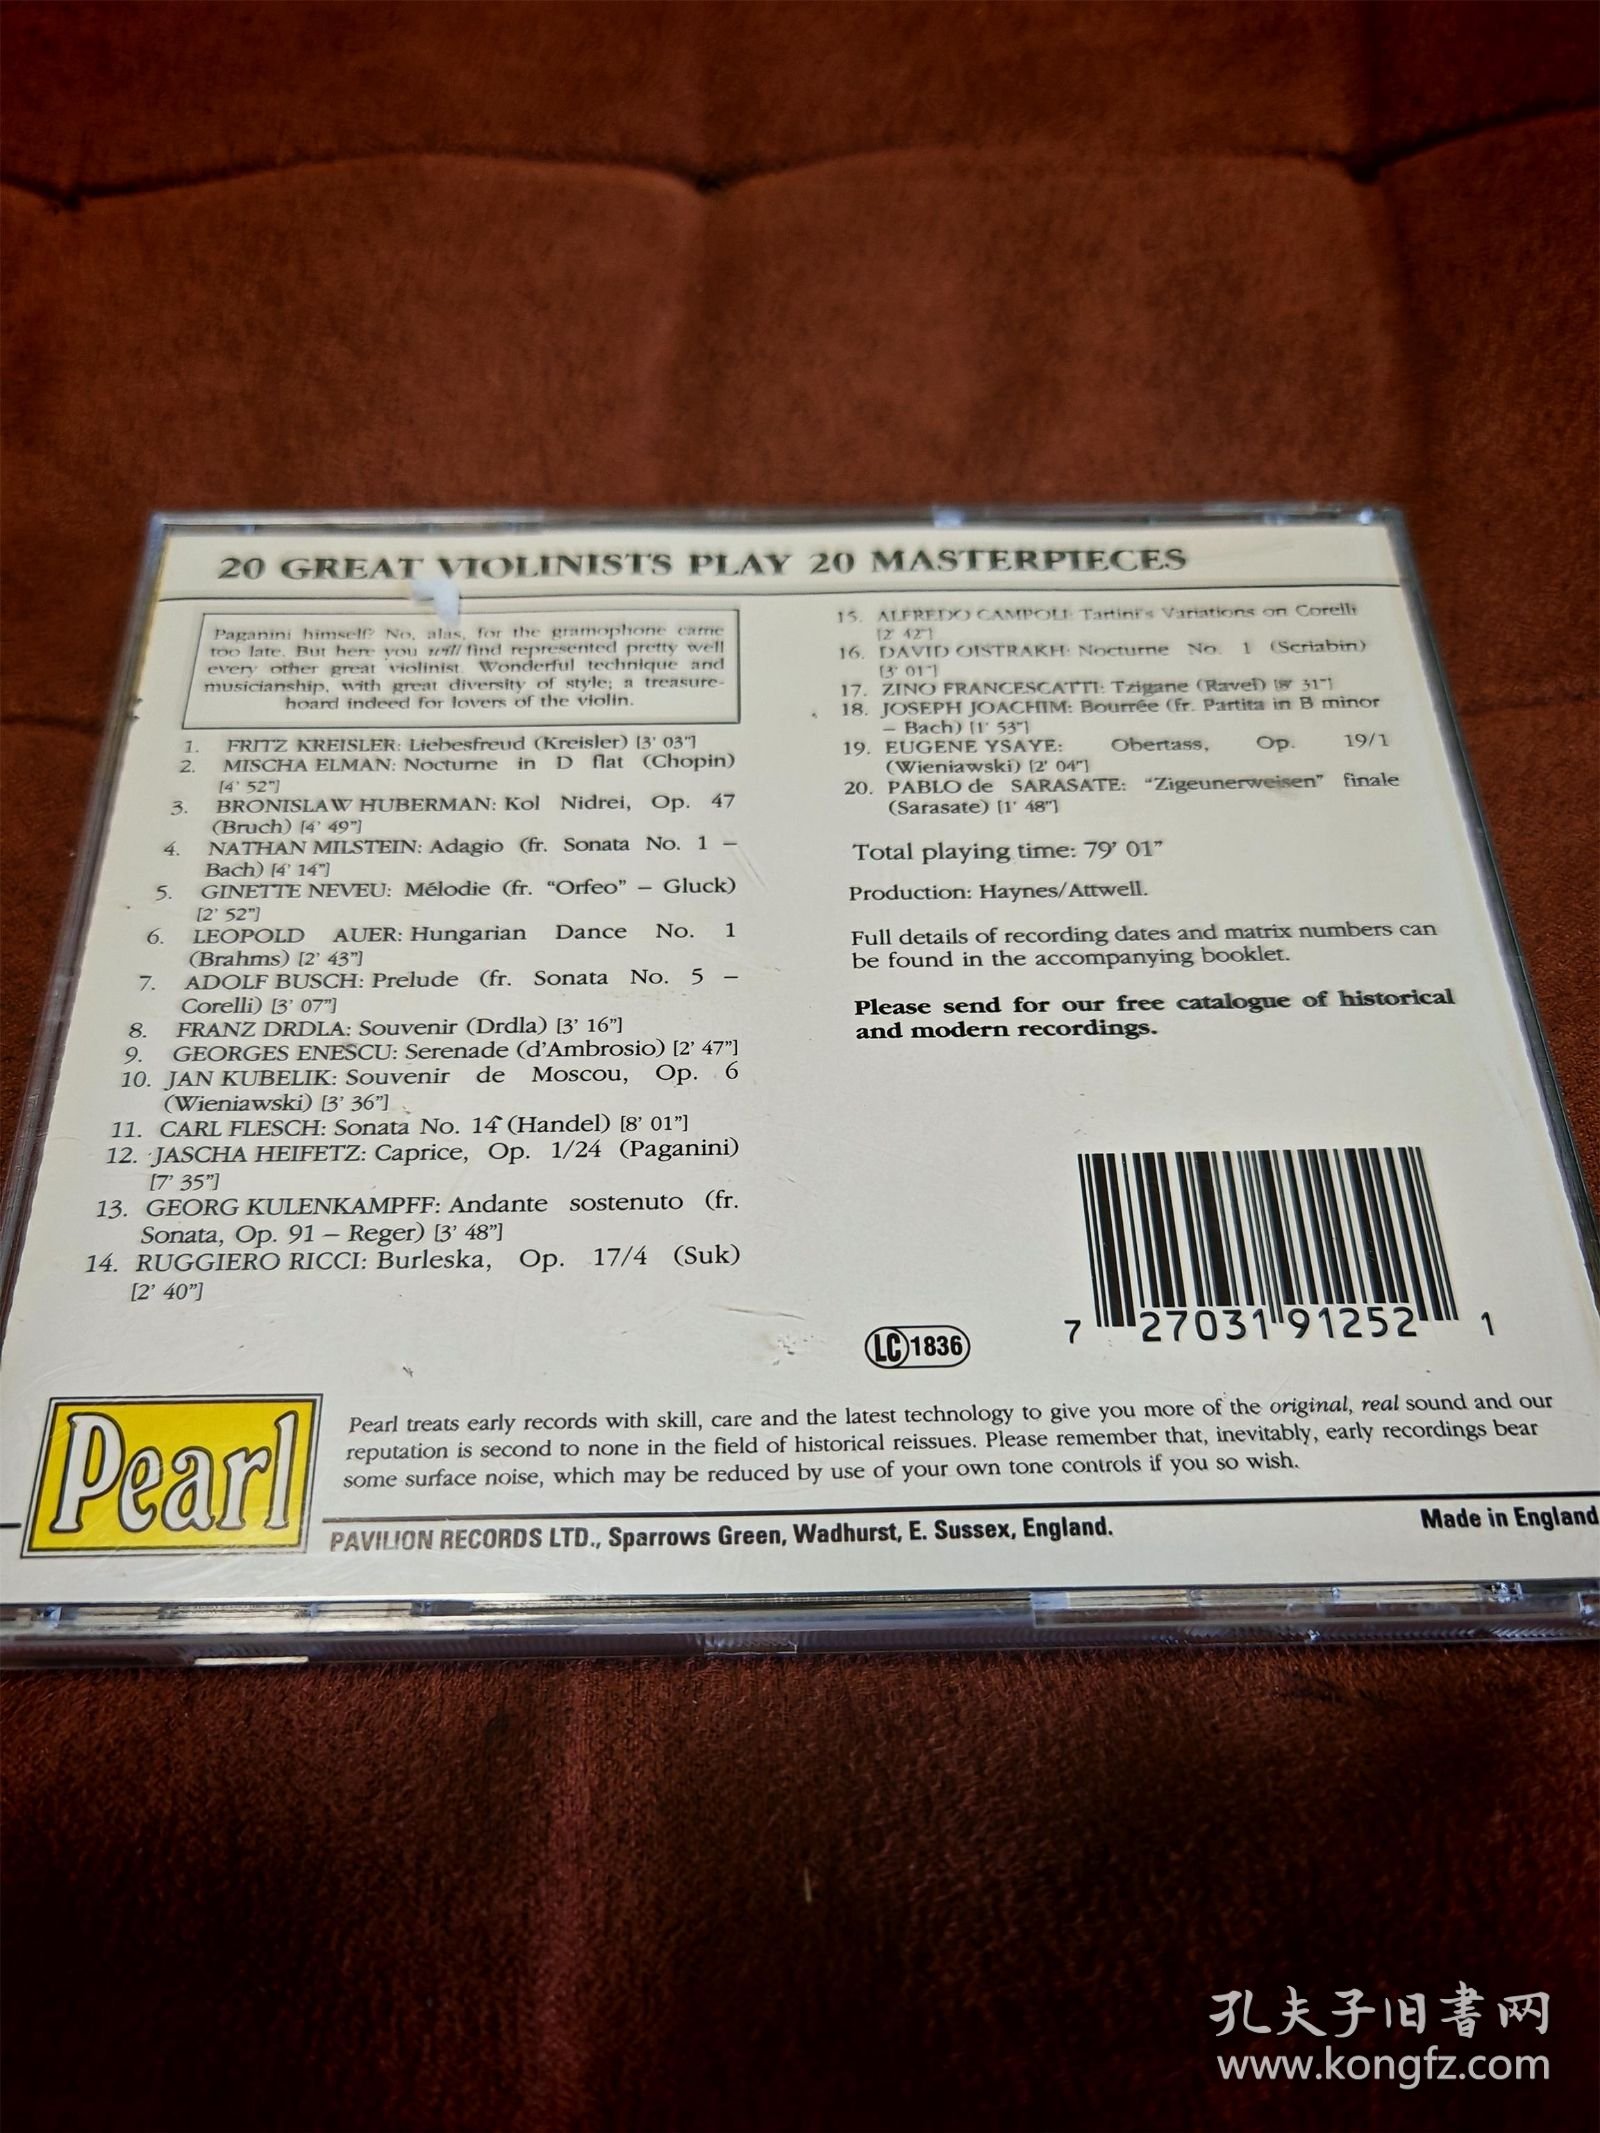 20 GREAT VIOLINISTS PLAY 20 MASTERPIECES
Paganini himself? No, alas, for the gramophone came
too late. But here you will find represented pretty well
every other great violinist. Wonderful technique and
musicianship, with great diversity of style; a treasure-
hoard indeed for lovers of the violin.
1. FRITZ KREISLER: Liebesfreud (Kreisler) [3' 03"]
2. MISCHA ELMAN: Nocturne in D flat (Chopin)
[4' 52"]
3. BRONISLAW HUBERMAN: Kol Nidrei, Op. 47
(Bruch) [4' 49"]
4. NATHAN MILSTEIN: Adagio (fr. Sonata No. 1 –
Bach) [4' 14"]
5. GINETTE NEVEU: Mélodie (fr. "Orfeo" – Gluck)
[2' 52"]
6. LEOPOLD AUER: Hungarian Dance No. 1
(Brahms) [2' 43"]
7. ADOLF BUSCH: Prelude (fr. Sonata No. 5 –
Corelli) [3' 07"]
8. FRANZ DRDLA: Souvenir (Drdla) [3' 16"]
9. GEORGES ENESCU: Serenade (d'Ambrosio) [2' 47"]
10. JAN KUBELIK: Souvenir de Moscou, Op. 6
(Wieniawski) [3' 36"]
11. CARL FLESCH: Sonata No. 14 (Handel) [8' 01"]
12. JASCHA HEIFETZ: Caprice, Op. 1/24 (Paganini)
[7' 35"]
13. GEORG KULENKAMPFF: Andante sostenuto (fr.
Sonata, Op. 91 – Reger) [3' 48"]
14. RUGGIERO RICCI: Burleska, Op. 17/4 (Suk)
[2' 40"]
15. ALFREDO CAMPOLI: Tartini's Variations on Corelli
[2' 42"]
16. DAVID OISTRAKH: Nocturne No. 1 (Scriabin)
[3' 01"]
17. ZINO FRANCESCATTI: Tzigane (Ravel) [8' 31"]
18. JOSEPH JOACHIM: Bourrée (fr. Partita in B minor
– Bach) [1' 53"]
19. EUGENE YSAYE: Obertass, Op. 19/1
(Wieniawski) [2' 04"]
20. PABLO de SARASATE: "Zigeunerweisen" finale
(Sarasate) [1' 48"]
Total playing time: 79' 01"
Production: Haynes/Attwell.
Full details of recording dates and matrix numbers can
be found in the accompanying booklet.
Please send for our free catalogue of historical
and modern recordings.
7 27031 91252 1
LC 1836
Pearl
Pearl treats early records with skill, care and the latest technology to give you more of the original, real sound and our
reputation is second to none in the field of historical reissues. Please remember that, inevitably, early recordings bear
some surface noise, which may be reduced by use of your own tone controls if you so wish.
PAVILION RECORDS LTD., Sparrows Green, Wadhurst, E. Sussex, England.
Made in England
孔夫子旧书网
www.kongfz.com